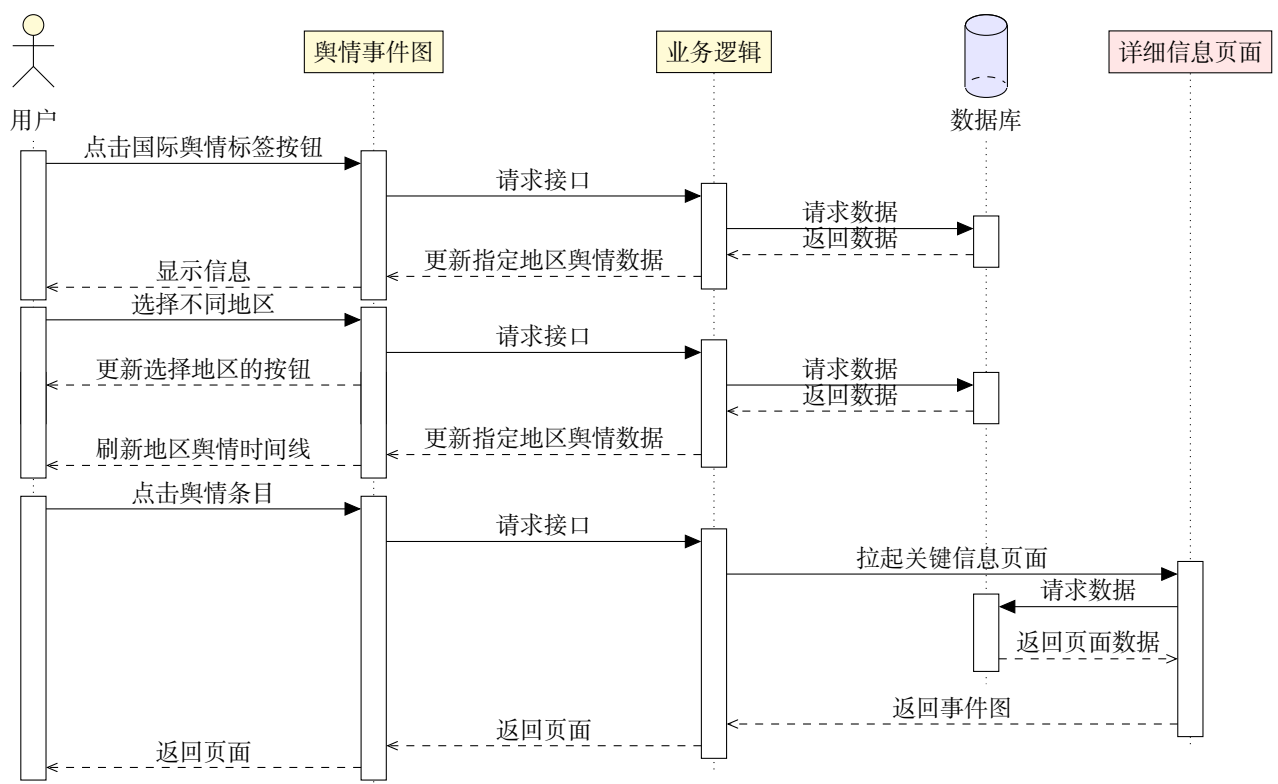 舆情事件图
业务逻辑
详细信息页面
用户
数据库
点击国际舆情标签按钮
请求接口
请求数据
返回数据
更新指定地区舆情数据
显示信息
选择不同地区
请求接口
更新选择地区的按钮
请求数据
返回数据
更新指定地区舆情数据
刷新地区舆情时间线
点击舆情条目
请求接口
拉起关键信息页面
请求数据
返回页面数据
返回事件图
返回页面
返回页面